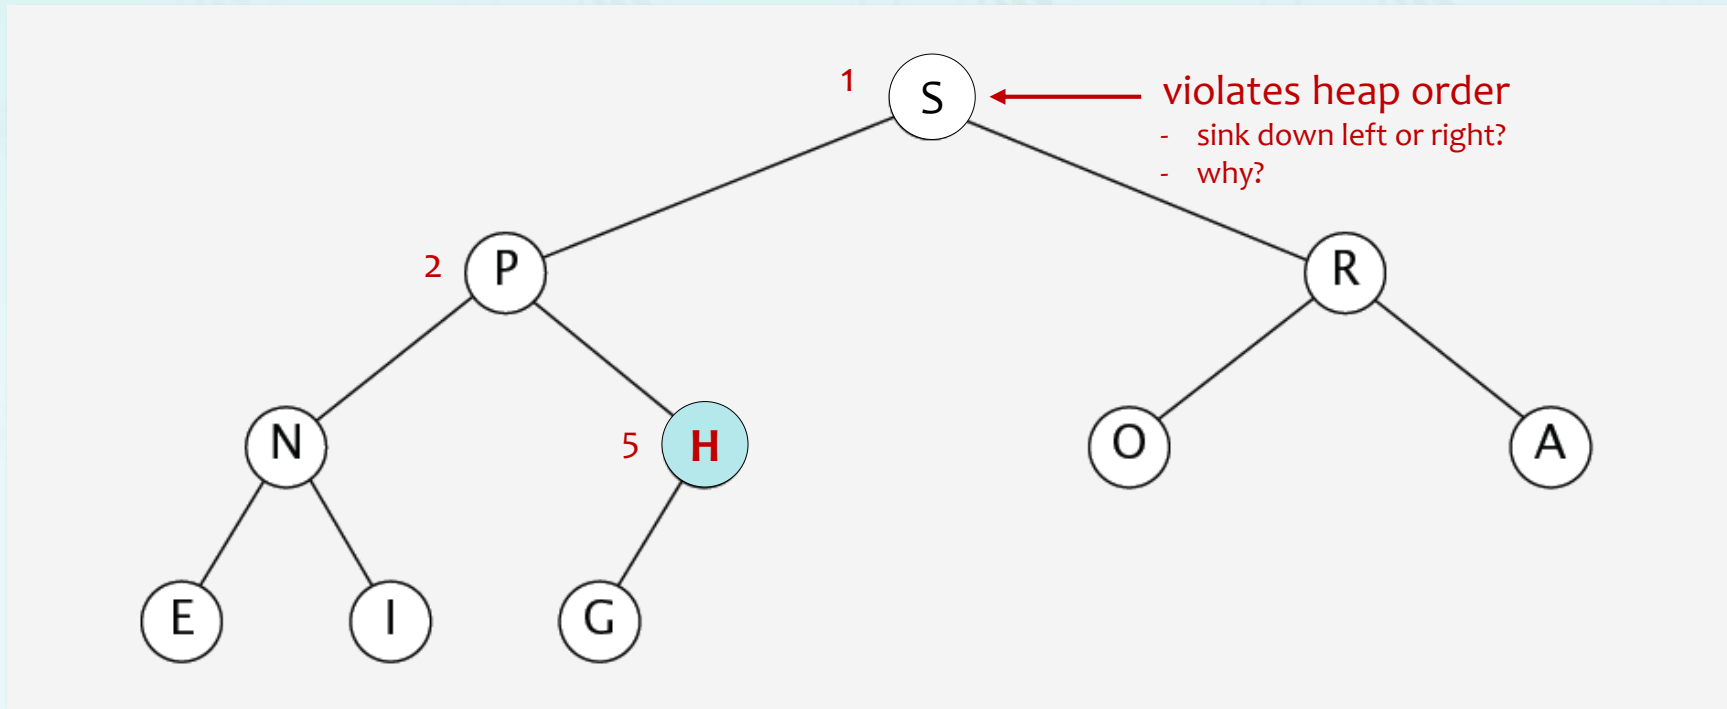 1
S
violates heap order
- sink down left or right?
- why?
2
P
R
N
5
H
O
A
E
I
G